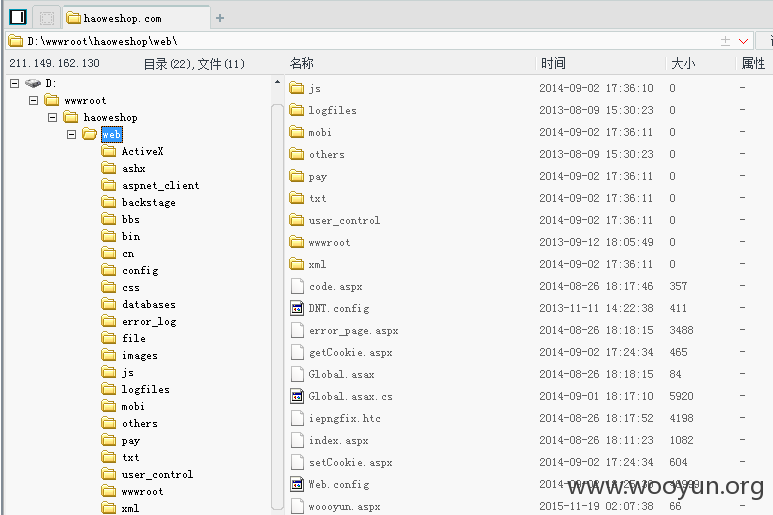 haoweshop.com
D:\wwwroot\haoweshop\web\
211.149.162.130 目录(22),文件(11) 名称 时间 大小 属性
D:
wwwroot
haoweshop
web
ActiveX
ashx
aspnet_client
backstage
bbs
bin
cn
config
css
databases
error_log
file
images
js
logfiles
mobi
others
pay
txt
user_control
wwwroot
xml
js 2014-09-02 17:36:10 0 -
logfiles 2013-08-09 15:30:23 0 -
mobi 2014-09-02 17:36:11 0 -
others 2013-08-09 15:30:23 0 -
pay 2014-09-02 17:36:11 0 -
txt 2014-09-02 17:36:11 0 -
user_control 2014-09-02 17:36:11 0 -
wwwroot 2013-09-12 18:05:49 0 -
xml 2014-09-02 17:36:11 0 -
code.aspx 2014-08-26 18:17:46 357 -
DNT.config 2013-11-11 14:22:38 411 -
error_page.aspx 2014-08-26 18:18:15 3488 -
getCookie.aspx 2014-09-02 17:24:34 465 -
Global.asax 2014-08-26 18:18:15 84 -
Global.asax.cs 2014-09-01 18:17:10 5920 -
iepngfix.htc 2014-08-26 18:17:52 4198 -
index.aspx 2014-08-26 18:11:23 1082 -
setCookie.aspx 2014-09-02 17:24:34 604 -
Web.config -
woooyun.aspx 2015-11-19 02:07:38 66 -
www.wooyun.org